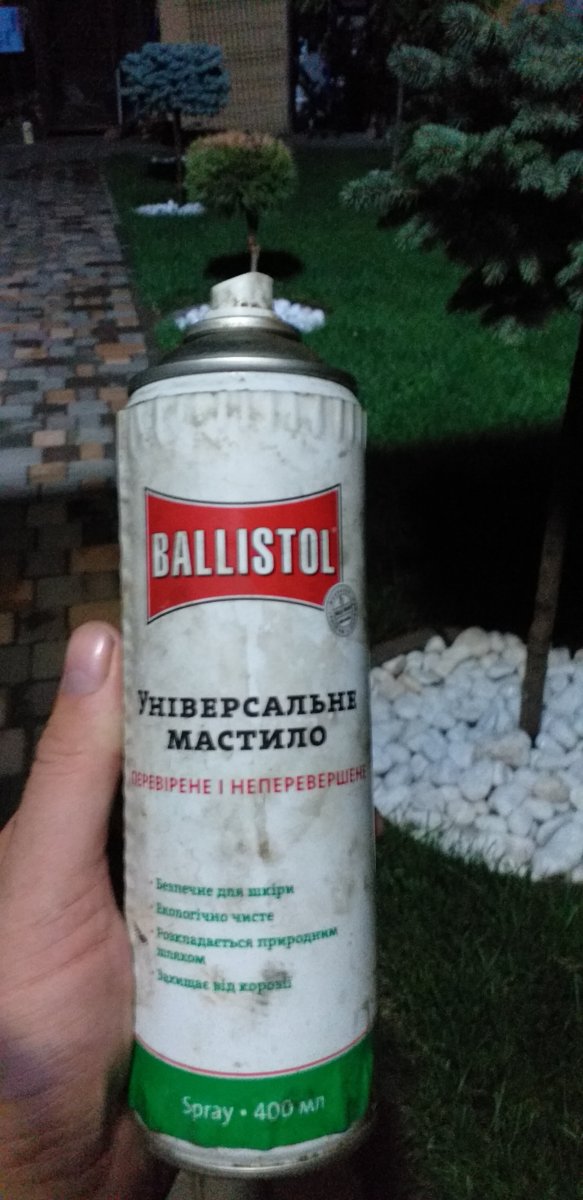 BALLISTOL
УНІВЕРСАЛЬНЕ
МАСТИЛО
ПЕРЕВІРЕНЕ І НЕПЕРЕВЕРШЕНЕ
· Безпечне для шкіри
· Екологічно чисте
· Розкладається природним
шляхом
· Захищає від корозії
Spray • 400 мл